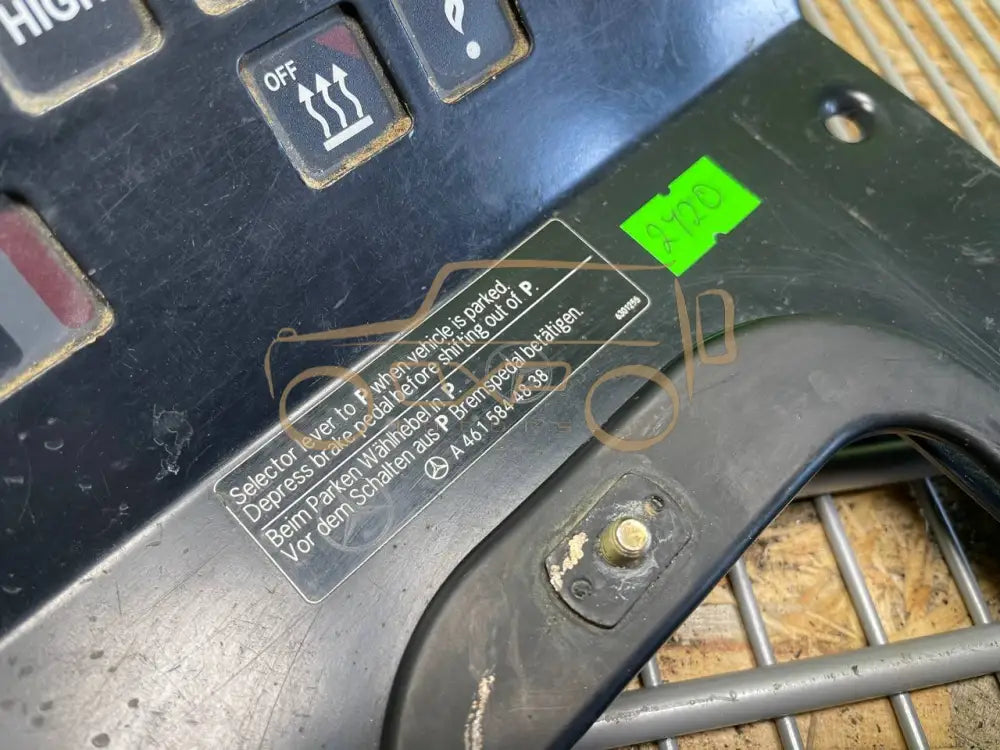 HIGH
OFF
2420
Selector lever to P when vehicle is parked.
Depress brake pedal before shifting out of P.
Beim Parken Wählhebel in P.
Vor dem Schalten aus P Bremspedal betätigen.
A 461 584 48 38
G